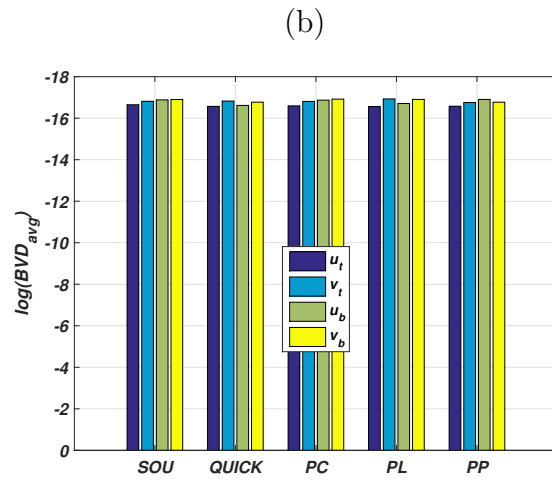 (b)
-18
-16
-14
-12
-10
-8
-6
-4
-2
0
log(BVD_avg)
u_t
v_t
u_b
v_b
SOU QUICK PC PL PP